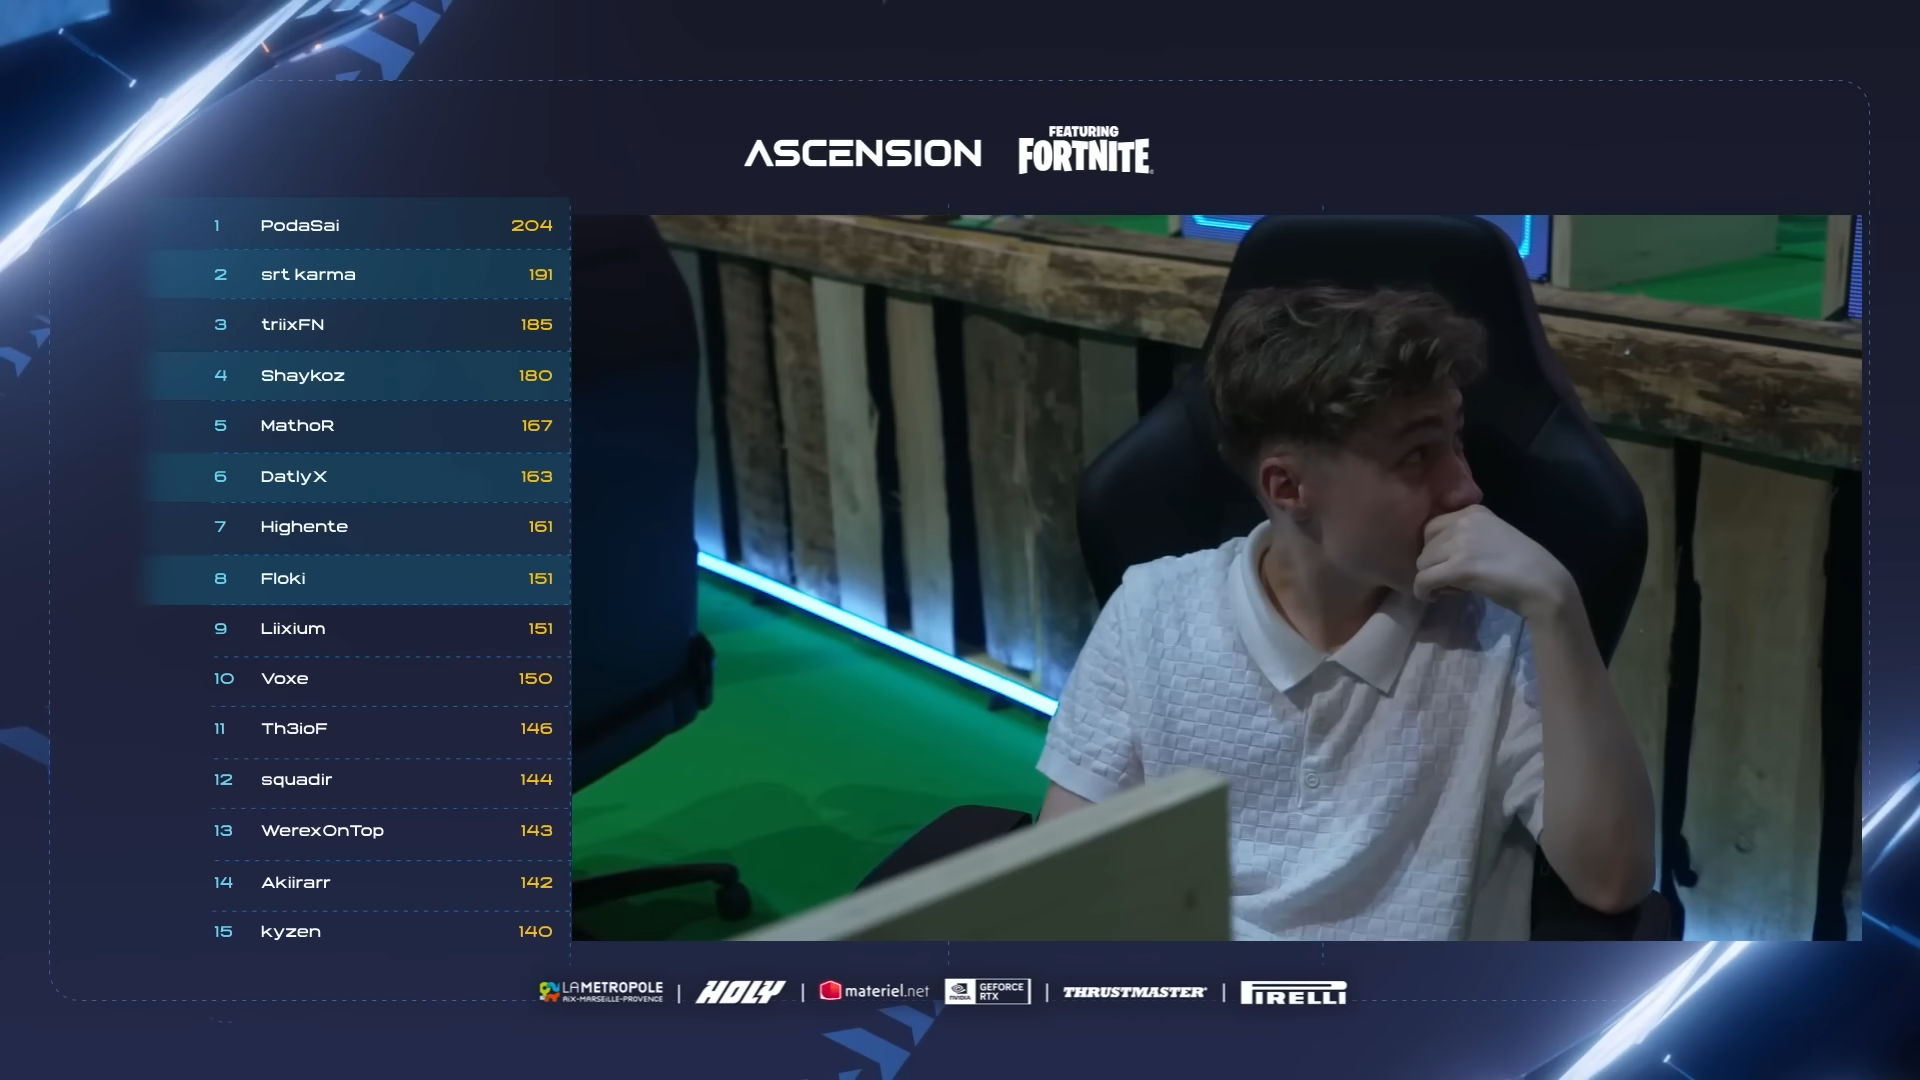 ASCENSION
FEATURING
FORTNITE
1 PodaSai 204
2 srt karma 191
3 triixFN 185
4 Shaykoz 180
5 MathoR 167
6 DatlyX 163
7 Highente 161
8 Floki 151
9 Liixium 151
10 Voxe 150
11 Th3ioF 146
12 squadir 144
13 WerexOnTop 143
14 Akiirarr 142
15 kyzen 140
LAMETROPOLE
AIX-MARSEILLE-PROVENCE
HOLY
materiel.net
NVIDIA
GEFORCE
RTX
THRUSTMASTER
PIRELLI